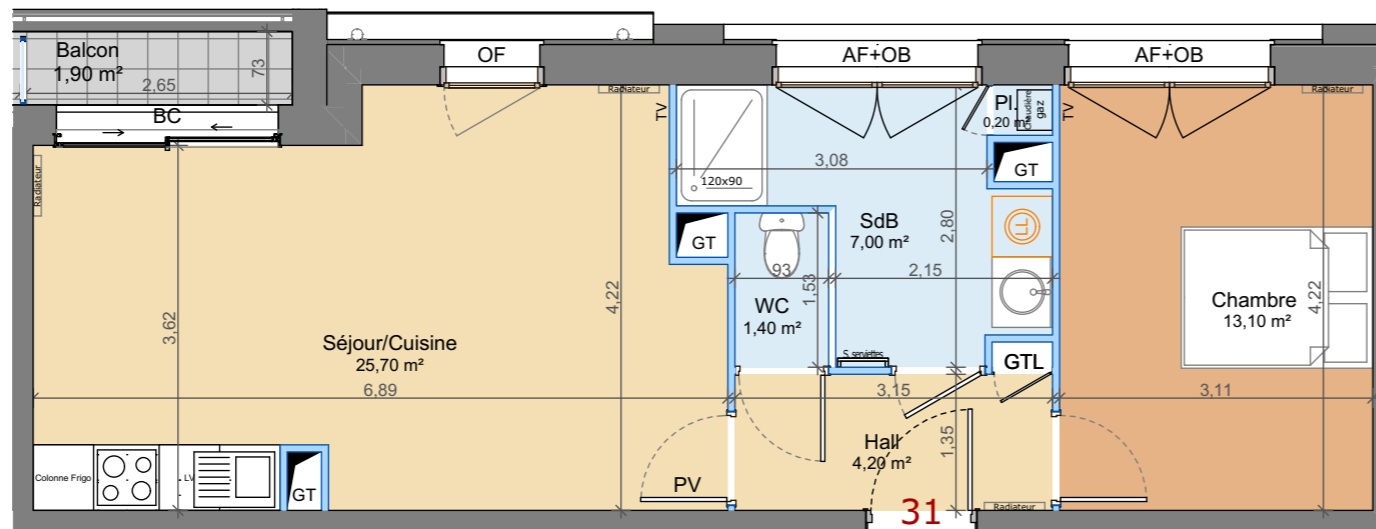 Balcon
1,90 m²
2,65
73
BC
OF
AF+OB
AF+OB
Radiateur
TV
Pl.
0,20 m²
Chaudière
gaz
TV
Radiateur
Radiateur
120x90
3,08
GT
GT
SdB
7,00 m²
2,80
LL
93
1,53
2,15
WC
1,40 m²
Chambre
13,10 m²
4,22
3,62
4,22
Séjour/Cuisine
25,70 m²
S. serviettes
GTL
6,89
3,15
3,11
Hall
4,20 m²
1,35
Colonne Frigo
LV
GT
PV
31
Radiateur